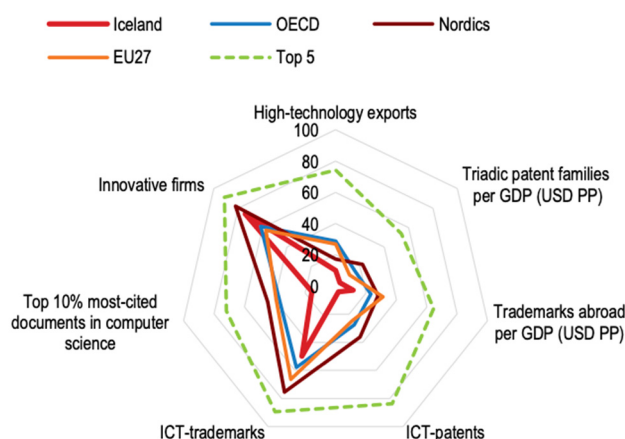 Iceland
OECD
Nordics
EU27
Top 5
High-technology exports
100
80
60
40
20
0
Triadic patent families
per GDP (USD PP)
Trademarks abroad
per GDP (USD PP)
ICT-patents
ICT-trademarks
Top 10% most-cited
documents in computer
science
Innovative firms